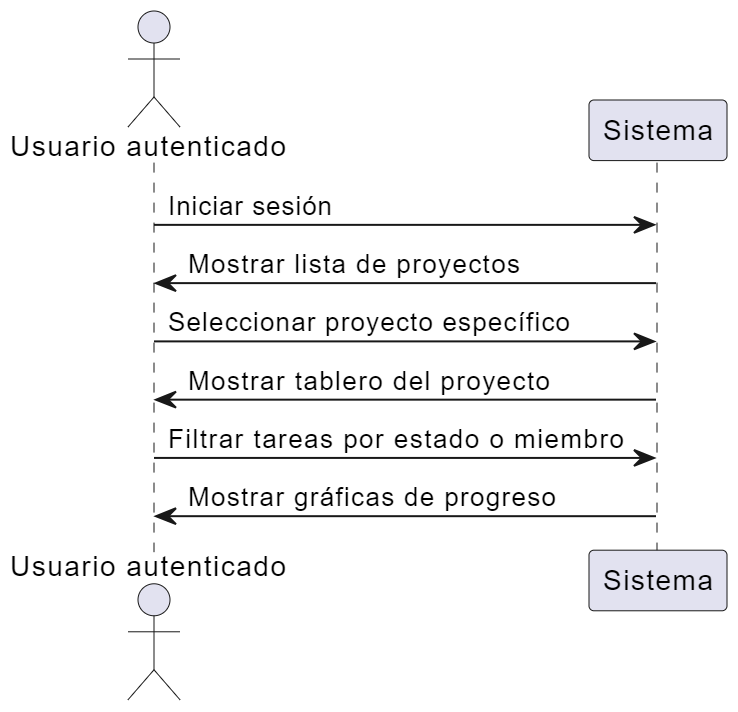 Usuario autenticado
Sistema
Iniciar sesión
Mostrar lista de proyectos
Seleccionar proyecto específico
Mostrar tablero del proyecto
Filtrar tareas por estado o miembro
Mostrar gráficas de progreso
Usuario autenticado
Sistema